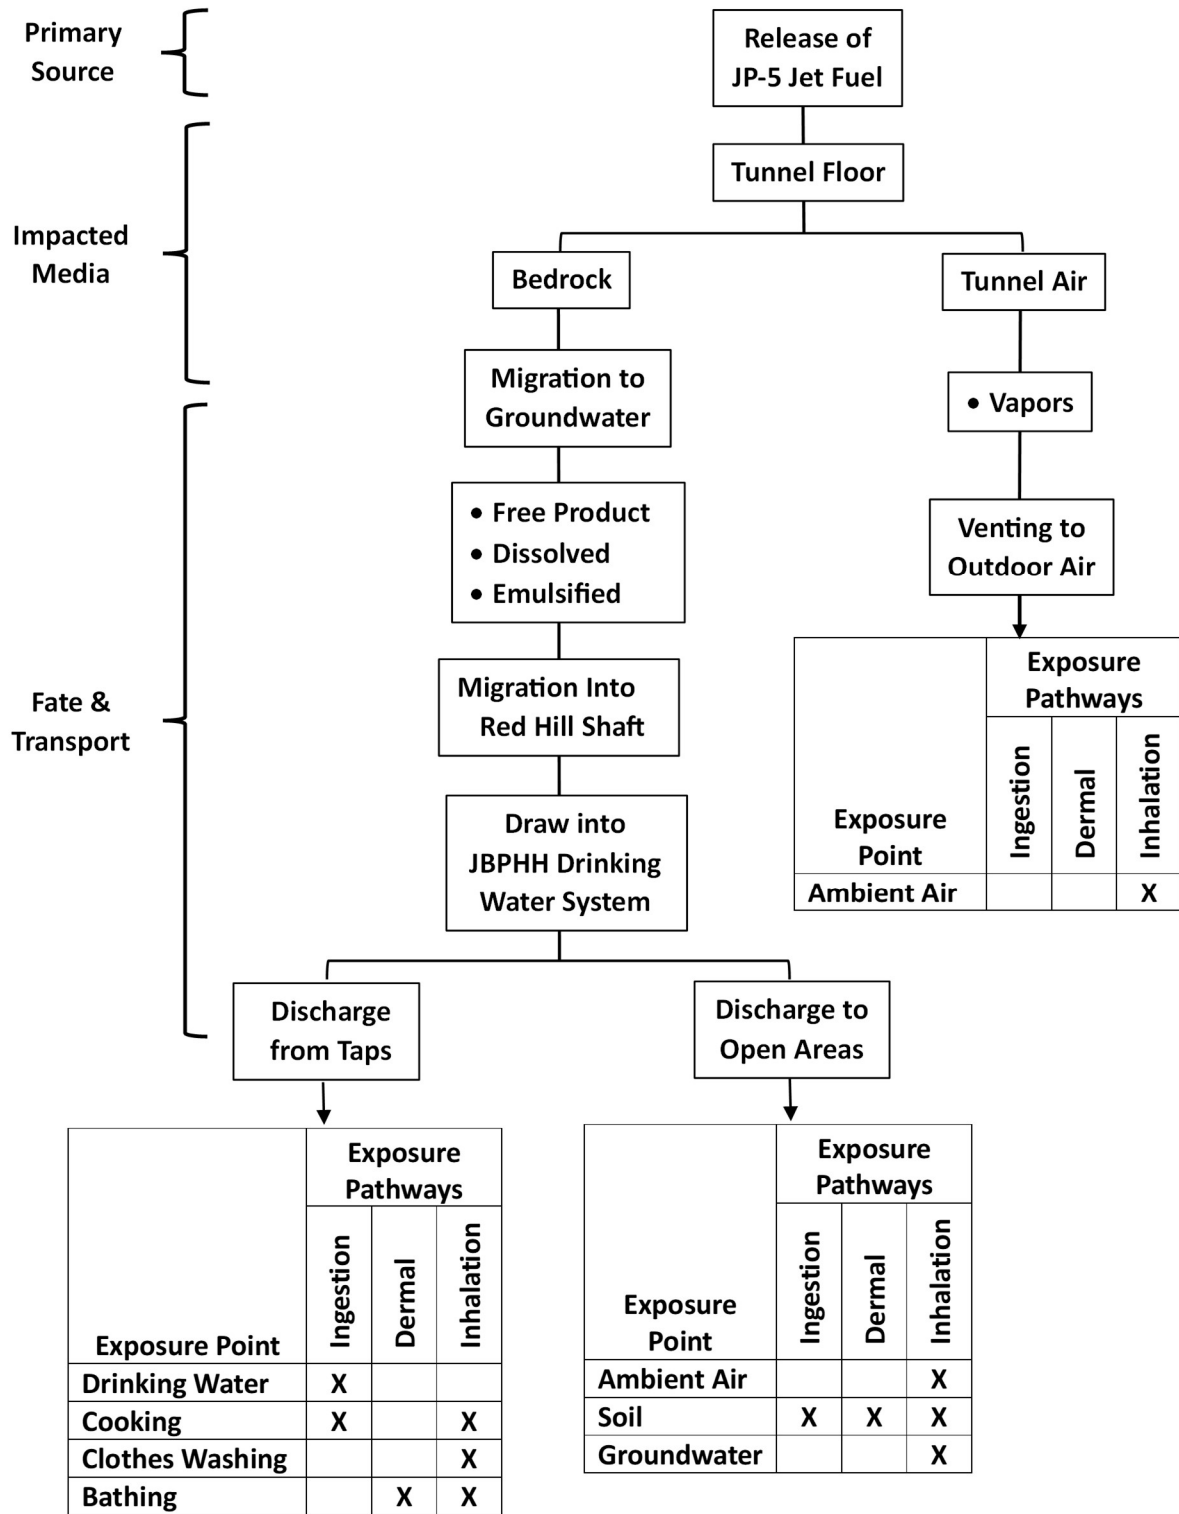 Primary
Source
Release of
JP-5 Jet Fuel
Impacted
Media
Tunnel Floor
Bedrock
Tunnel Air
Migration to
Groundwater
• Vapors
Fate &
Transport
• Free Product
• Dissolved
• Emulsified
Venting to
Outdoor Air
Migration Into
Red Hill Shaft
Draw into
JBPHH Drinking
Water System
Exposure
Point
Exposure
Pathways
Ingestion
Dermal
Inhalation
Ambient Air X
Discharge
from Taps
Discharge to
Open Areas
Exposure Point
Exposure
Pathways
Ingestion
Dermal
Inhalation
Drinking Water X
Cooking X X
Clothes Washing X
Bathing X X
Exposure
Point
Exposure
Pathways
Ingestion
Dermal
Inhalation
Ambient Air X
Soil X X X
Groundwater X